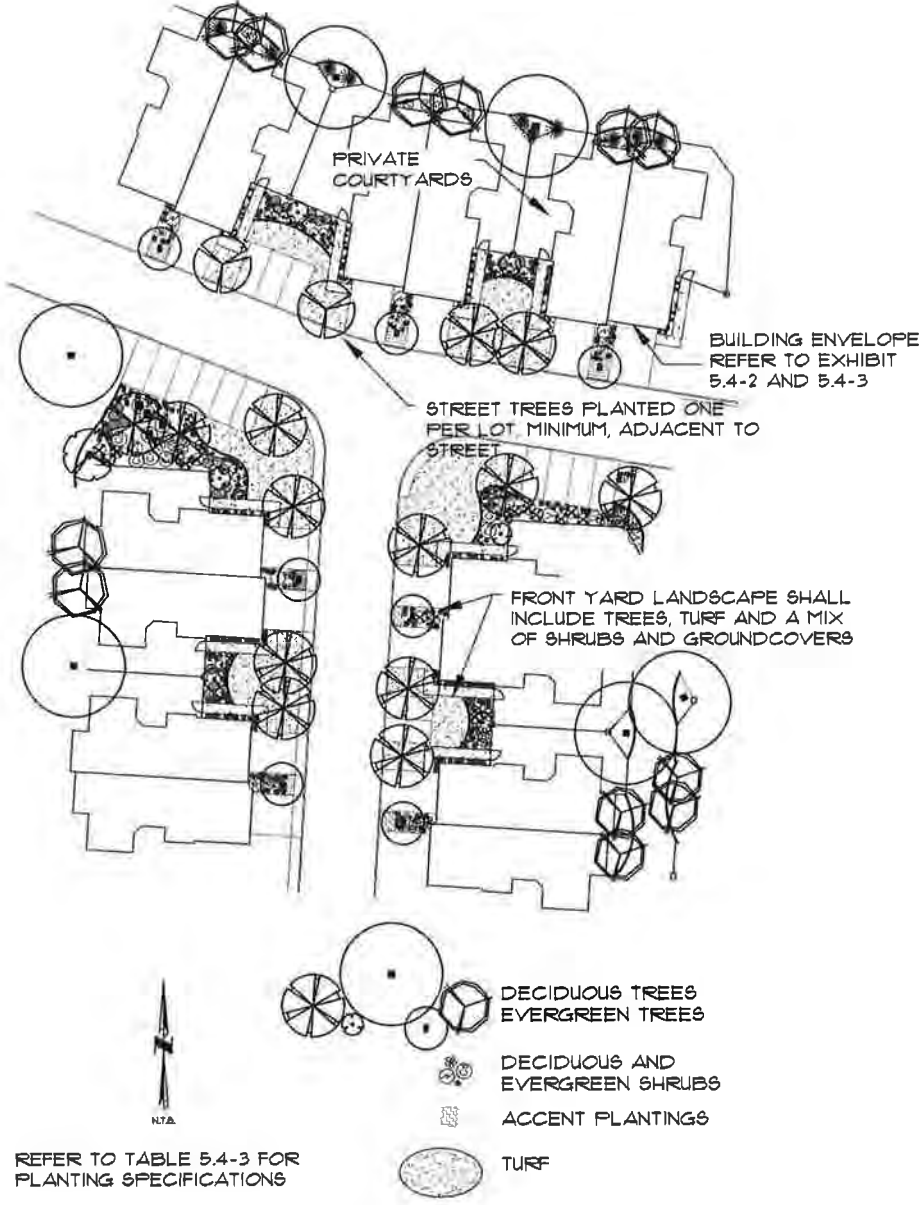 PRIVATE
COURTYARDS
BUILDING ENVELOPE
REFER TO EXHIBIT
5.4-2 AND 5.4-3
STREET TREES PLANTED ONE
PER LOT, MINIMUM, ADJACENT TO
STREET
FRONT YARD LANDSCAPE SHALL
INCLUDE TREES, TURF AND A MIX
OF SHRUBS AND GROUNDCOVERS
DECIDUOUS TREES
EVERGREEN TREES
DECIDUOUS AND
EVERGREEN SHRUBS
ACCENT PLANTINGS
TURF
N
N.T.S.
REFER TO TABLE 5.4-3 FOR
PLANTING SPECIFICATIONS